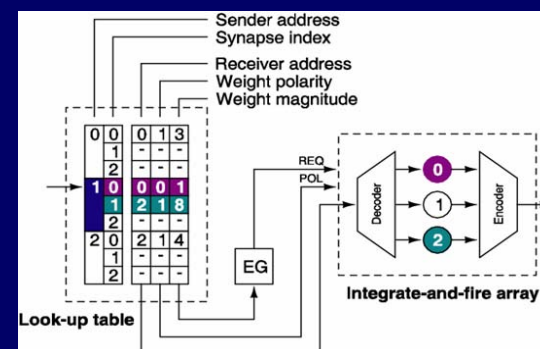 Sender address
Synapse index
Receiver address
Weight polarity
Weight magnitude
0 0 0 1 3
1 - - -
2 - - -
1 0 0 0 1
1 2 1 8
2 - - -
2 0 2 1 4
1 - - -
2 - - -
REQ
POL
EG
Decoder
0
1
2
Encoder
Look-up table
Integrate-and-fire array